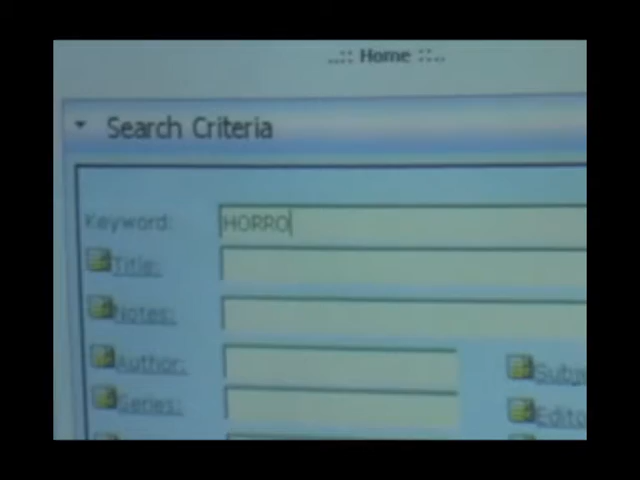 ..:: Home ::..
Search Criteria
Keyword: HORRO
Title:
Notes:
Author:
Series: